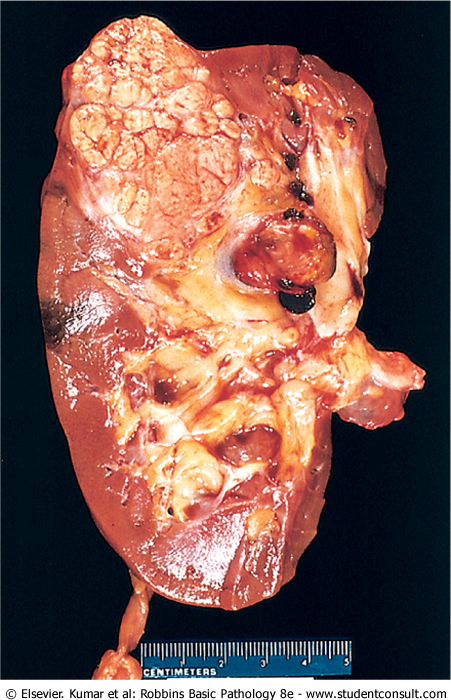 1 2 3 4 5
CENTIMETERS
© Elsevier. Kumar et al: Robbins Basic Pathology 8e - www.studentconsult.com